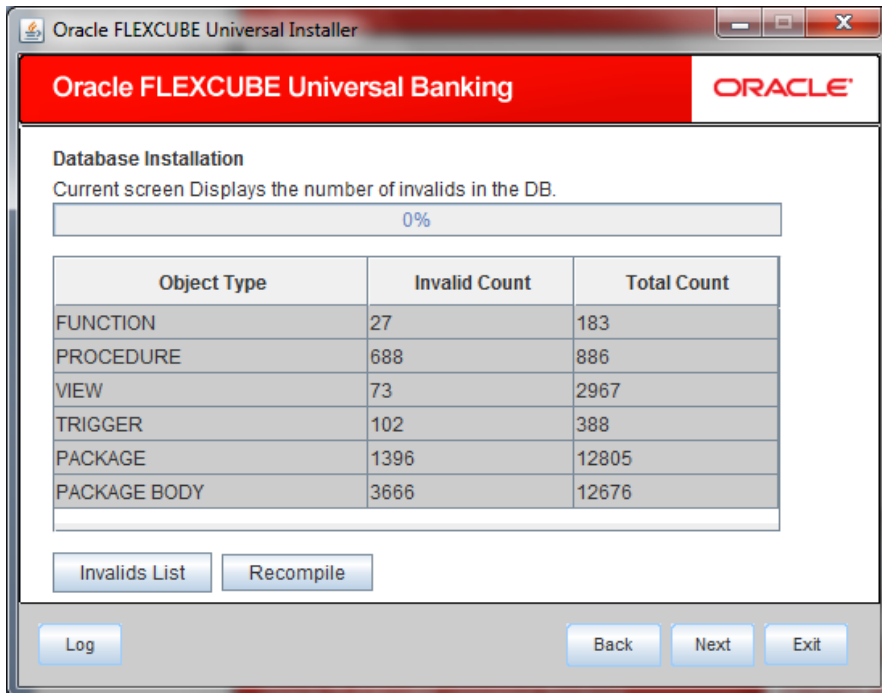 Oracle FLEXCUBE Universal Installer
Oracle FLEXCUBE Universal Banking
ORACLE
Database Installation
Current screen Displays the number of invalids in the DB.
0%
Object Type Invalid Count Total Count
FUNCTION 27 183
PROCEDURE 688 886
VIEW 73 2967
TRIGGER 102 388
PACKAGE 1396 12805
PACKAGE BODY 3666 12676
Invalids List Recompile
Log Back Next Exit